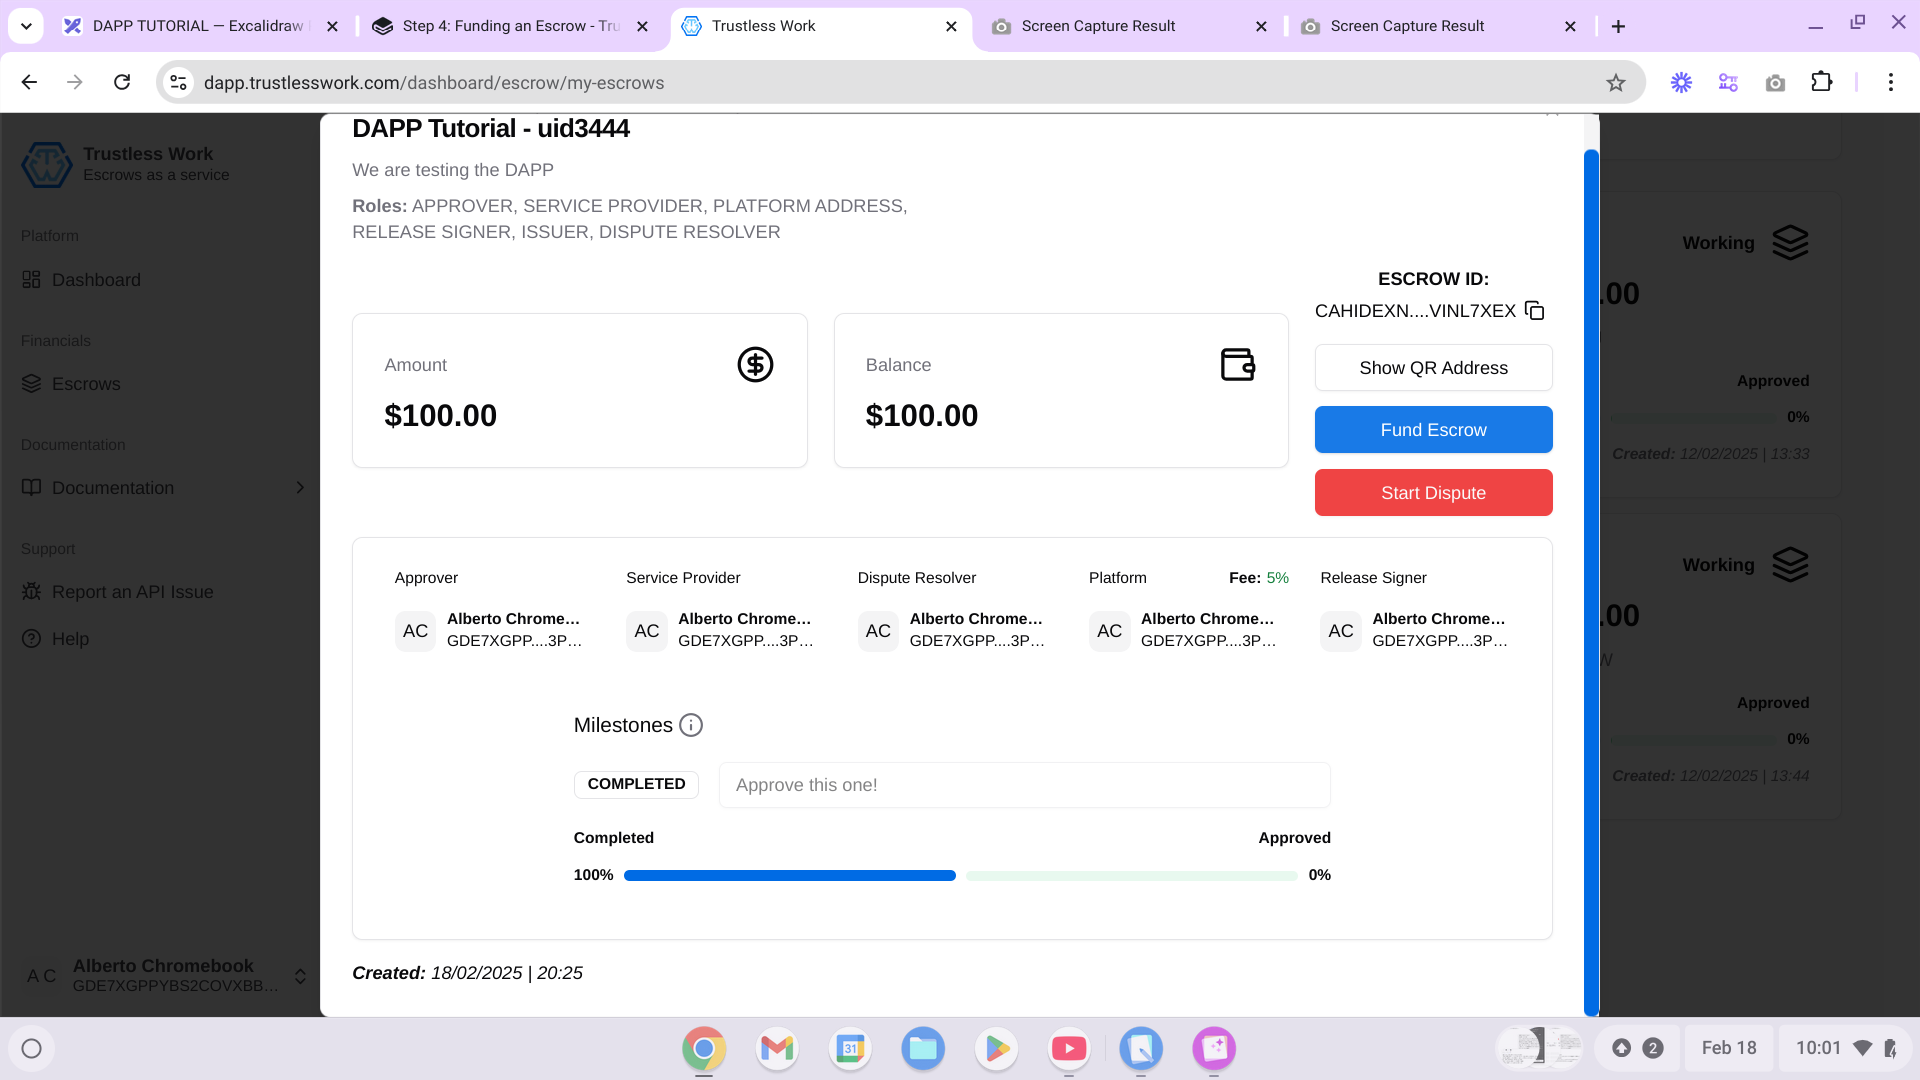 DAPP TUTORIAL — Excalidraw
Step 4: Funding an Escrow - Tru
Trustless Work
Screen Capture Result
Screen Capture Result
dapp.trustlesswork.com/dashboard/escrow/my-escrows
Trustless Work
Escrows as a service
Platform
Dashboard
Financials
Escrows
Documentation
Documentation
Support
Report an API Issue
Help
A C
Alberto Chromebook
GDE7XGPPYBS2COVXBB...
DAPP Tutorial - uid3444
We are testing the DAPP
Roles: APPROVER, SERVICE PROVIDER, PLATFORM ADDRESS,
RELEASE SIGNER, ISSUER, DISPUTE RESOLVER
ESCROW ID:
CAHIDEXN....VINL7XEX
Amount
$100.00
Balance
$100.00
Show QR Address
Fund Escrow
Start Dispute
Approver
AC
Alberto Chrome...
GDE7XGPP....3P...
Service Provider
AC
Alberto Chrome...
GDE7XGPP....3P...
Dispute Resolver
AC
Alberto Chrome...
GDE7XGPP....3P...
Platform
Fee: 5%
AC
Alberto Chrome...
GDE7XGPP....3P...
Release Signer
AC
Alberto Chrome...
GDE7XGPP....3P...
Milestones
COMPLETED
Approve this one!
Completed
Approved
100%
0%
Created: 18/02/2025 | 20:25
Working
.00
Approved
0%
Created: 12/02/2025 | 13:33
Working
.00
W
Approved
0%
Created: 12/02/2025 | 13:44
31
2
Feb 18
10:01